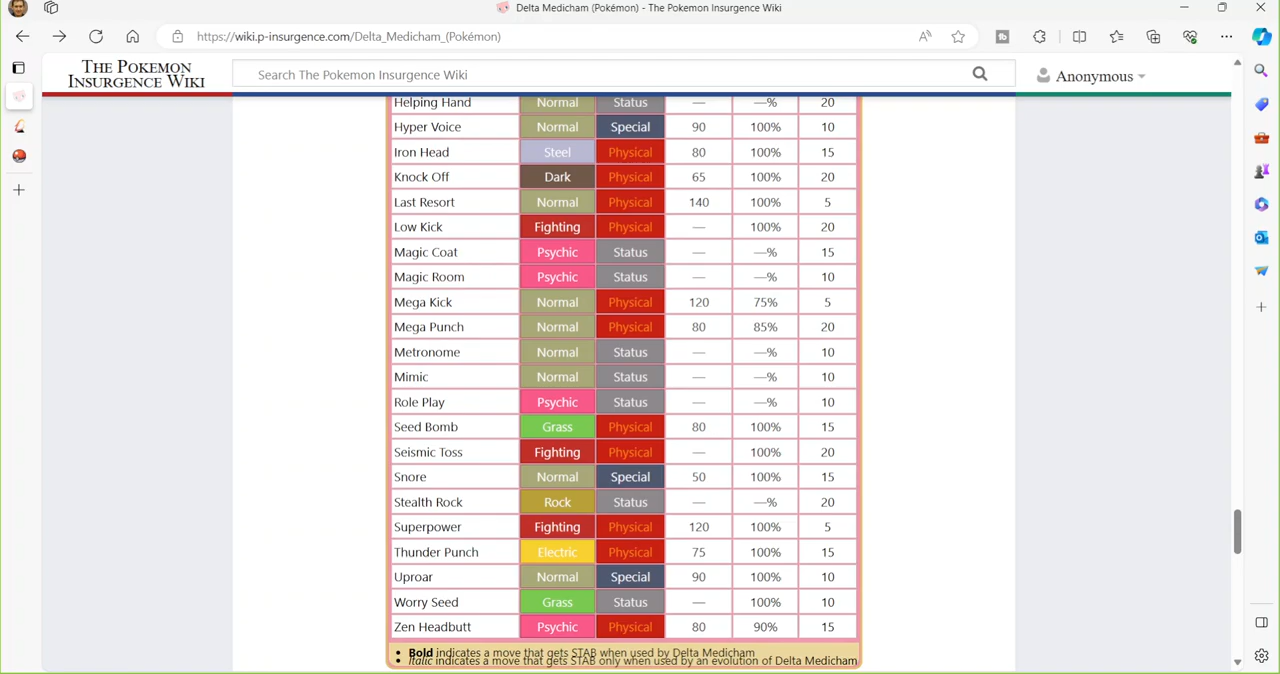 Delta Medicham (Pokémon) - The Pokemon Insurgence Wiki
https://wiki.p-insurgence.com/Delta_Medicham_(Pokémon)
THE POKEMON INSURGENCE WIKI
Search The Pokemon Insurgence Wiki
Anonymous
Helping Hand Normal Status — —% 20
Hyper Voice Normal Special 90 100% 10
Iron Head Steel Physical 80 100% 15
Knock Off Dark Physical 65 100% 20
Last Resort Normal Physical 140 100% 5
Low Kick Fighting Physical — 100% 20
Magic Coat Psychic Status — —% 15
Magic Room Psychic Status — —% 10
Mega Kick Normal Physical 120 75% 5
Mega Punch Normal Physical 80 85% 20
Metronome Normal Status — —% 10
Mimic Normal Status — —% 10
Role Play Psychic Status — —% 10
Seed Bomb Grass Physical 80 100% 15
Seismic Toss Fighting Physical — 100% 20
Snore Normal Special 50 100% 15
Stealth Rock Rock Status — —% 20
Superpower Fighting Physical 120 100% 5
Thunder Punch Electric Physical 75 100% 15
Uproar Normal Special 90 100% 10
Worry Seed Grass Status — 100% 10
Zen Headbutt Psychic Physical 80 90% 15
• Bold indicates a move that gets STAB when used by Delta Medicham
• Italic indicates a move that gets STAB only when used by an evolution of Delta Medicham